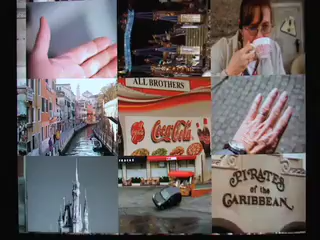 ALL BROTHERS
Coca-Cola
PIRATES
of the
CARIBBEAN